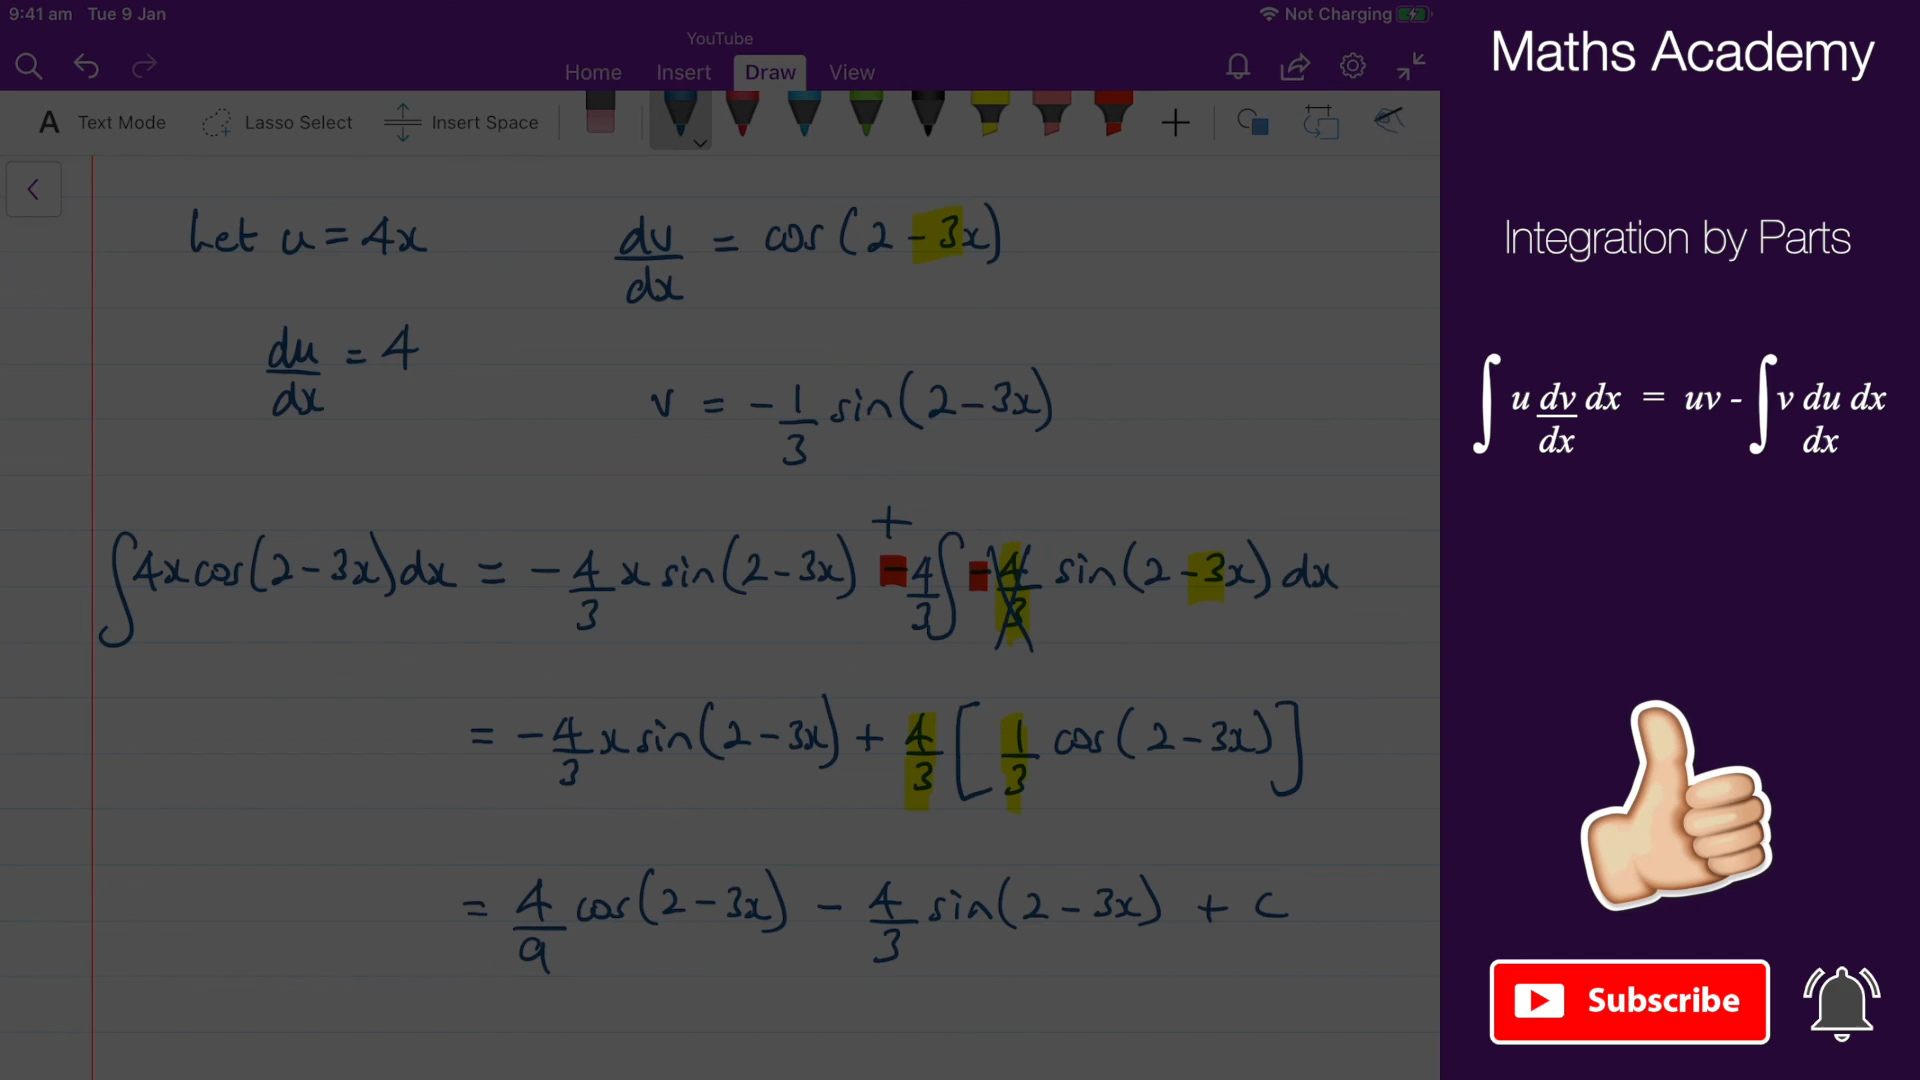 9:41 am Tue 9 Jan
Not Charging
YouTube
Home Insert Draw View
A Text Mode Lasso Select Insert Space
Maths Academy
Integration by Parts
∫ u dv/dx dx = uv - ∫ v du/dx dx
Let u = 4x
dv/dx = cos(2 - 3x)
du/dx = 4
v = -1/3 sin(2 - 3x)
+
∫ 4x cos(2 - 3x) dx = -4/3 x sin(2 - 3x) - 4/3 ∫ - 4/3 sin(2 - 3x) dx
= -4/3 x sin(2 - 3x) + 4/3 [ 1/3 cos(2 - 3x) ]
= 4/9 cos(2 - 3x) - 4/3 sin(2 - 3x) + c
Subscribe